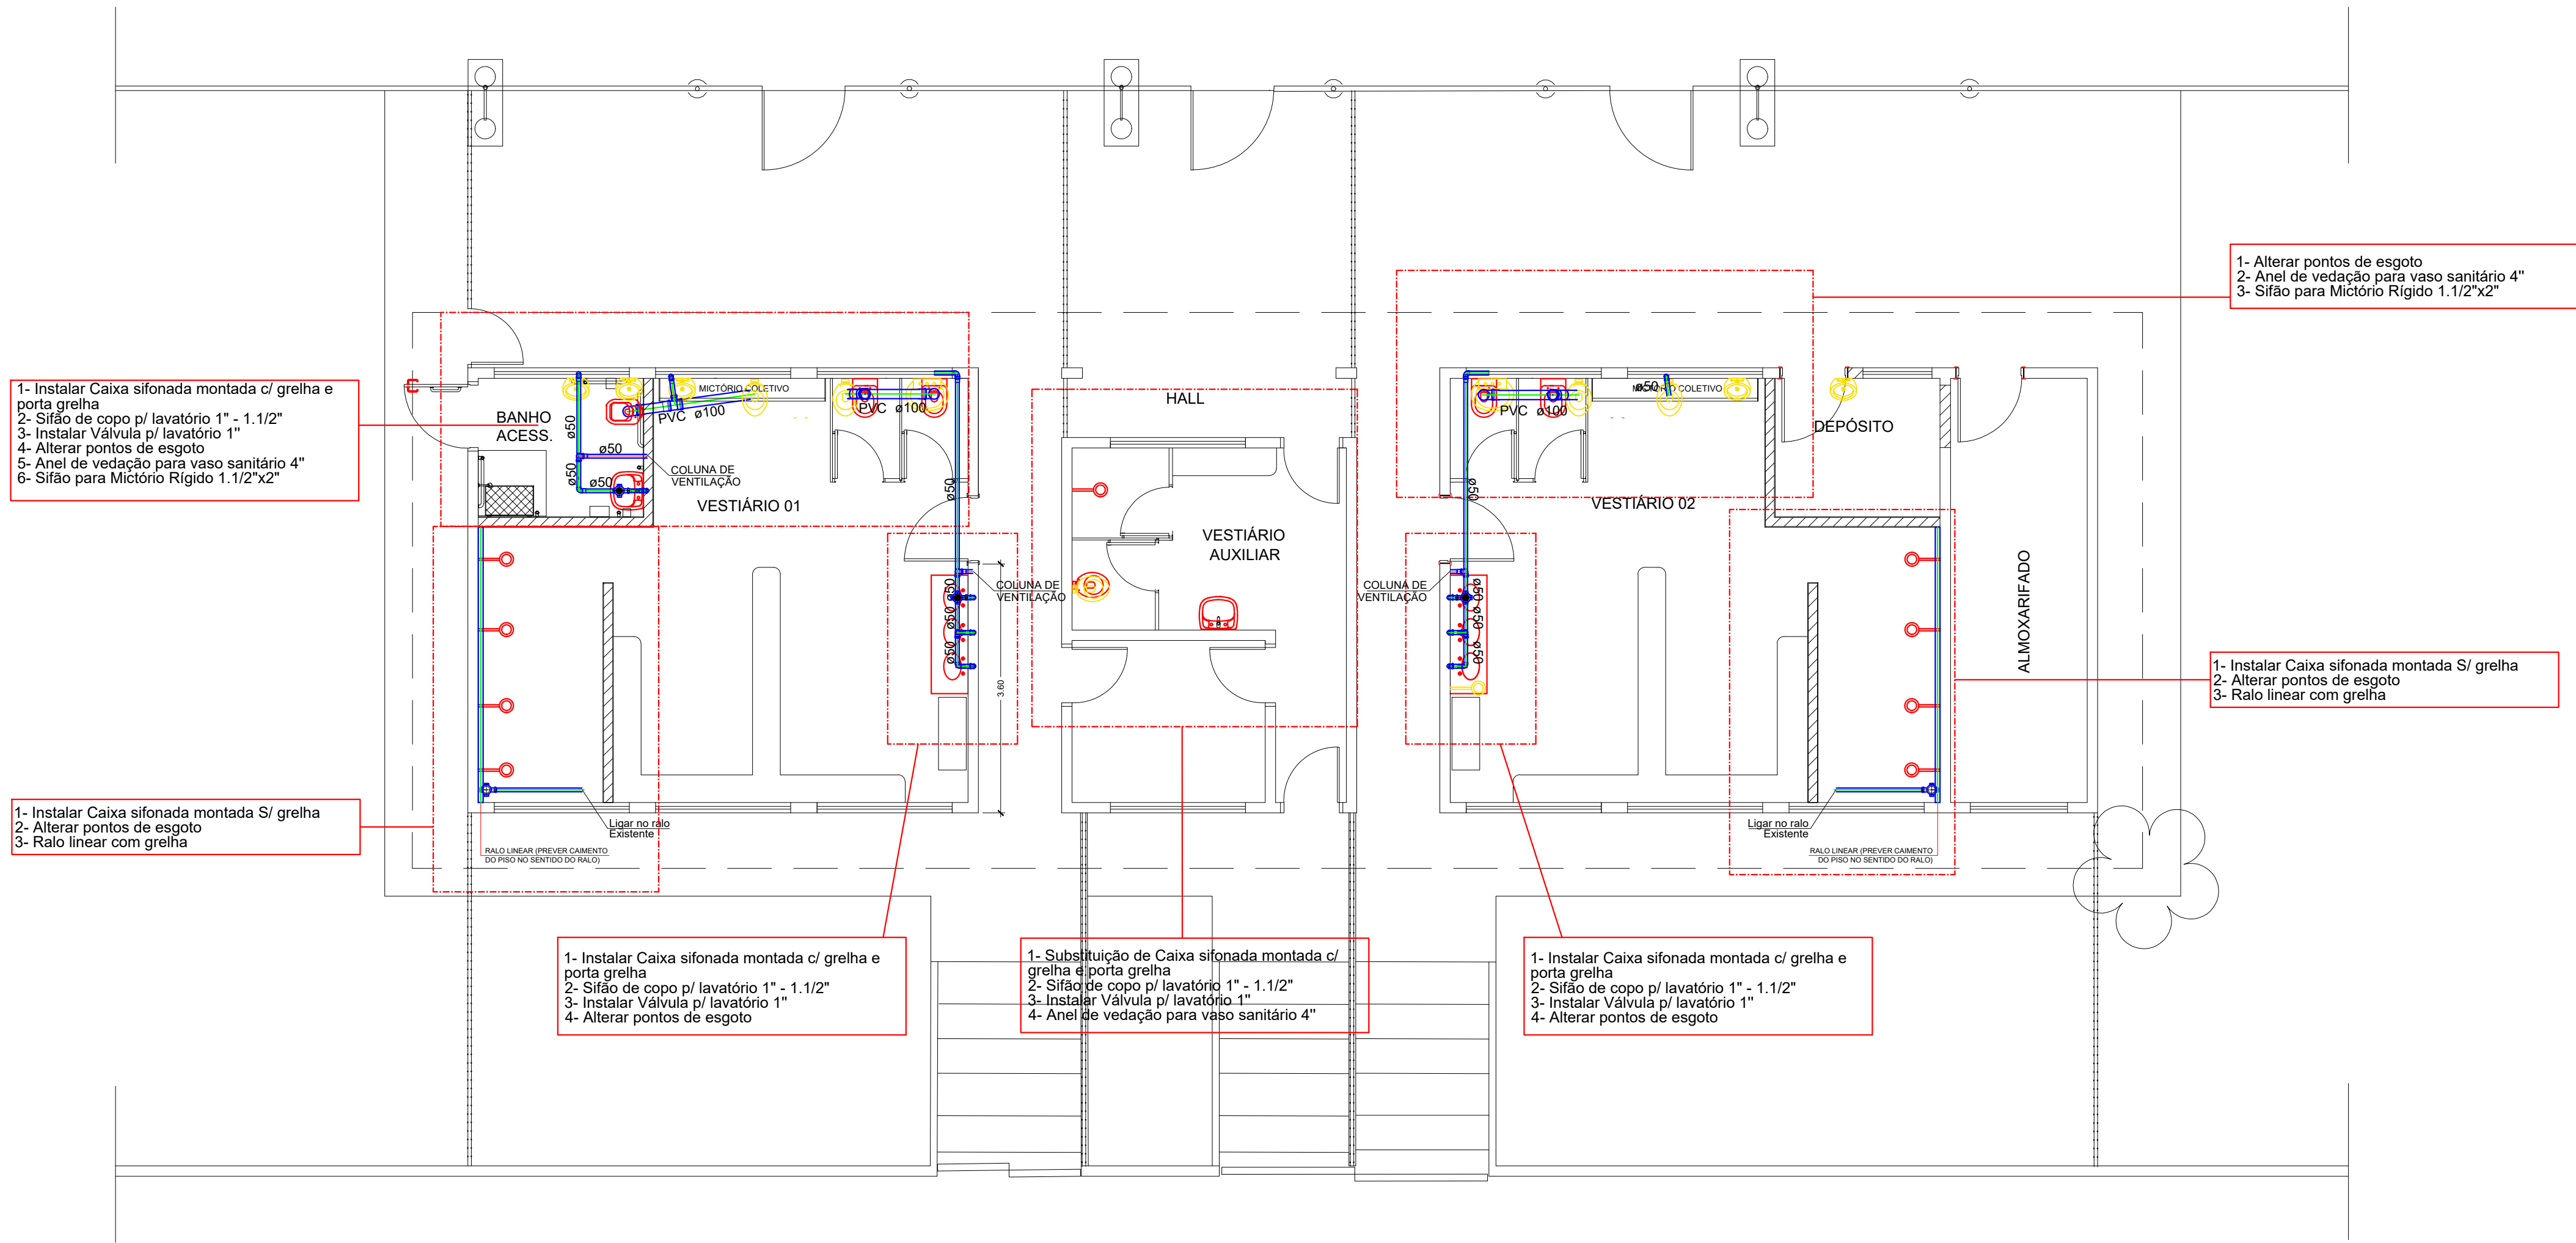 1- Alterar pontos de esgoto
2- Anel de vedação para vaso sanitário 4"
3- Sifão para Mictório Rígido 1.1/2"x2"
1- Instalar Caixa sifonada montada c/ grelha e
porta grelha
2- Sifão de copo p/ lavatório 1" - 1.1/2"
3- Instalar Válvula p/ lavatório 1"
4- Alterar pontos de esgoto
5- Anel de vedação para vaso sanitário 4"
6- Sifão para Mictório Rígido 1.1/2"x2"
BANHO
ACESS.
ø50
ø50
ø50
ø50
PVC ø100
MICTÓRIO COLETIVO
PVC ø100
COLUNA DE
VENTILAÇÃO
VESTIÁRIO 01
ø50
HALL
VESTIÁRIO
AUXILIAR
PVC ø100
ø50
MICTÓRIO COLETIVO
DEPÓSITO
VESTIÁRIO 02
ø50
ALMOXARIFADO
COLUNA DE
VENTILAÇÃO
ø50
ø50
ø50
3.60
COLUNA DE
VENTILAÇÃO
ø50
ø50
ø50
1- Instalar Caixa sifonada montada S/ grelha
2- Alterar pontos de esgoto
3- Ralo linear com grelha
1- Instalar Caixa sifonada montada S/ grelha
2- Alterar pontos de esgoto
3- Ralo linear com grelha
Ligar no ralo
Existente
RALO LINEAR (PREVER CAIMENTO
DO PISO NO SENTIDO DO RALO)
Ligar no ralo
Existente
RALO LINEAR (PREVER CAIMENTO
DO PISO NO SENTIDO DO RALO)
1- Instalar Caixa sifonada montada c/ grelha e
porta grelha
2- Sifão de copo p/ lavatório 1" - 1.1/2"
3- Instalar Válvula p/ lavatório 1"
4- Alterar pontos de esgoto
1- Substituição de Caixa sifonada montada c/
grelha e porta grelha
2- Sifão de copo p/ lavatório 1" - 1.1/2"
3- Instalar Válvula p/ lavatório 1"
4- Anel de vedação para vaso sanitário 4"
1- Instalar Caixa sifonada montada c/ grelha e
porta grelha
2- Sifão de copo p/ lavatório 1" - 1.1/2"
3- Instalar Válvula p/ lavatório 1"
4- Alterar pontos de esgoto